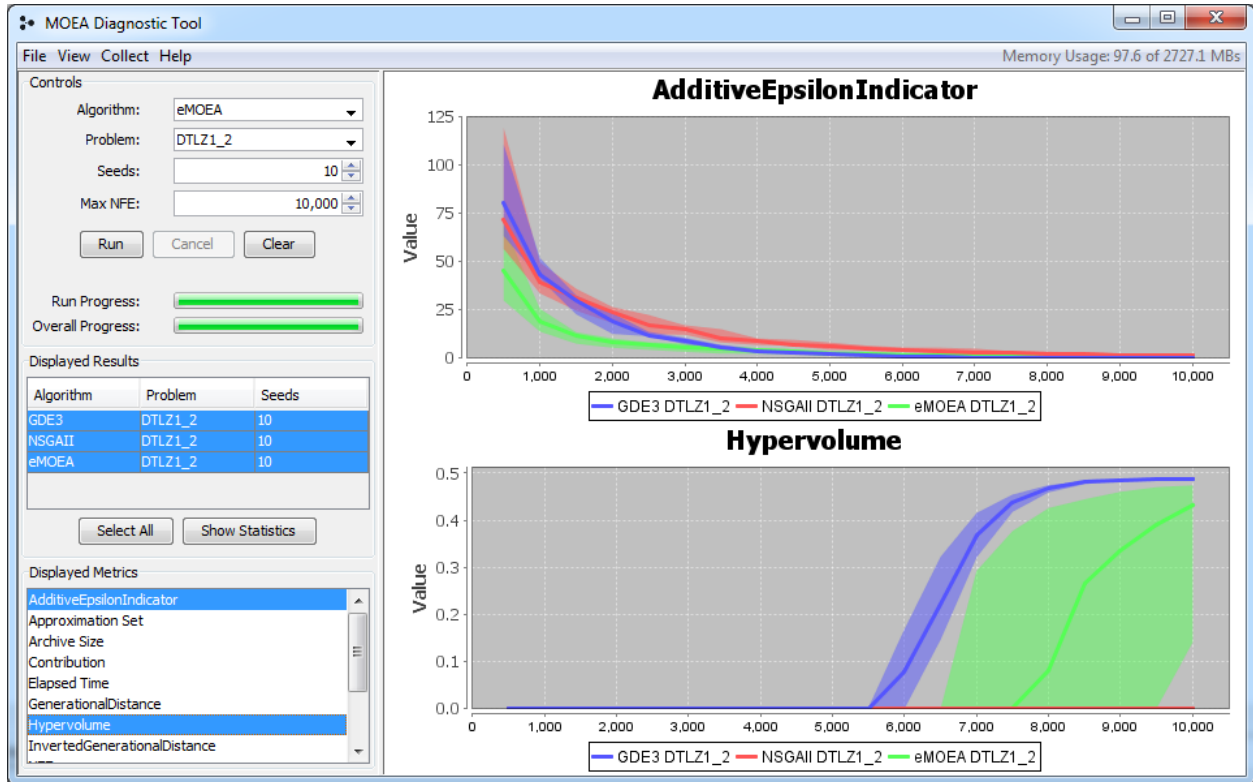 MOEA Diagnostic Tool
File View Collect Help
Memory Usage: 97.6 of 2727.1 MBs
Controls
Algorithm: eMOEA
Problem: DTLZ1_2
Seeds: 10
Max NFE: 10,000
Run Cancel Clear
Run Progress:
Overall Progress:
Displayed Results
Algorithm Problem Seeds
GDE3 DTLZ1_2 10
NSGAII DTLZ1_2 10
eMOEA DTLZ1_2 10
Select All Show Statistics
Displayed Metrics
AdditiveEpsilonIndicator
Approximation Set
Archive Size
Contribution
Elapsed Time
GenerationalDistance
Hypervolume
InvertedGenerationalDistance
AdditiveEpsilonIndicator
Value
125
100
75
50
25
0
0 1,000 2,000 3,000 4,000 5,000 6,000 7,000 8,000 9,000 10,000
GDE3 DTLZ1_2 NSGAII DTLZ1_2 eMOEA DTLZ1_2
Hypervolume
Value
0.5
0.4
0.3
0.2
0.1
0.0
0 1,000 2,000 3,000 4,000 5,000 6,000 7,000 8,000 9,000 10,000
GDE3 DTLZ1_2 NSGAII DTLZ1_2 eMOEA DTLZ1_2